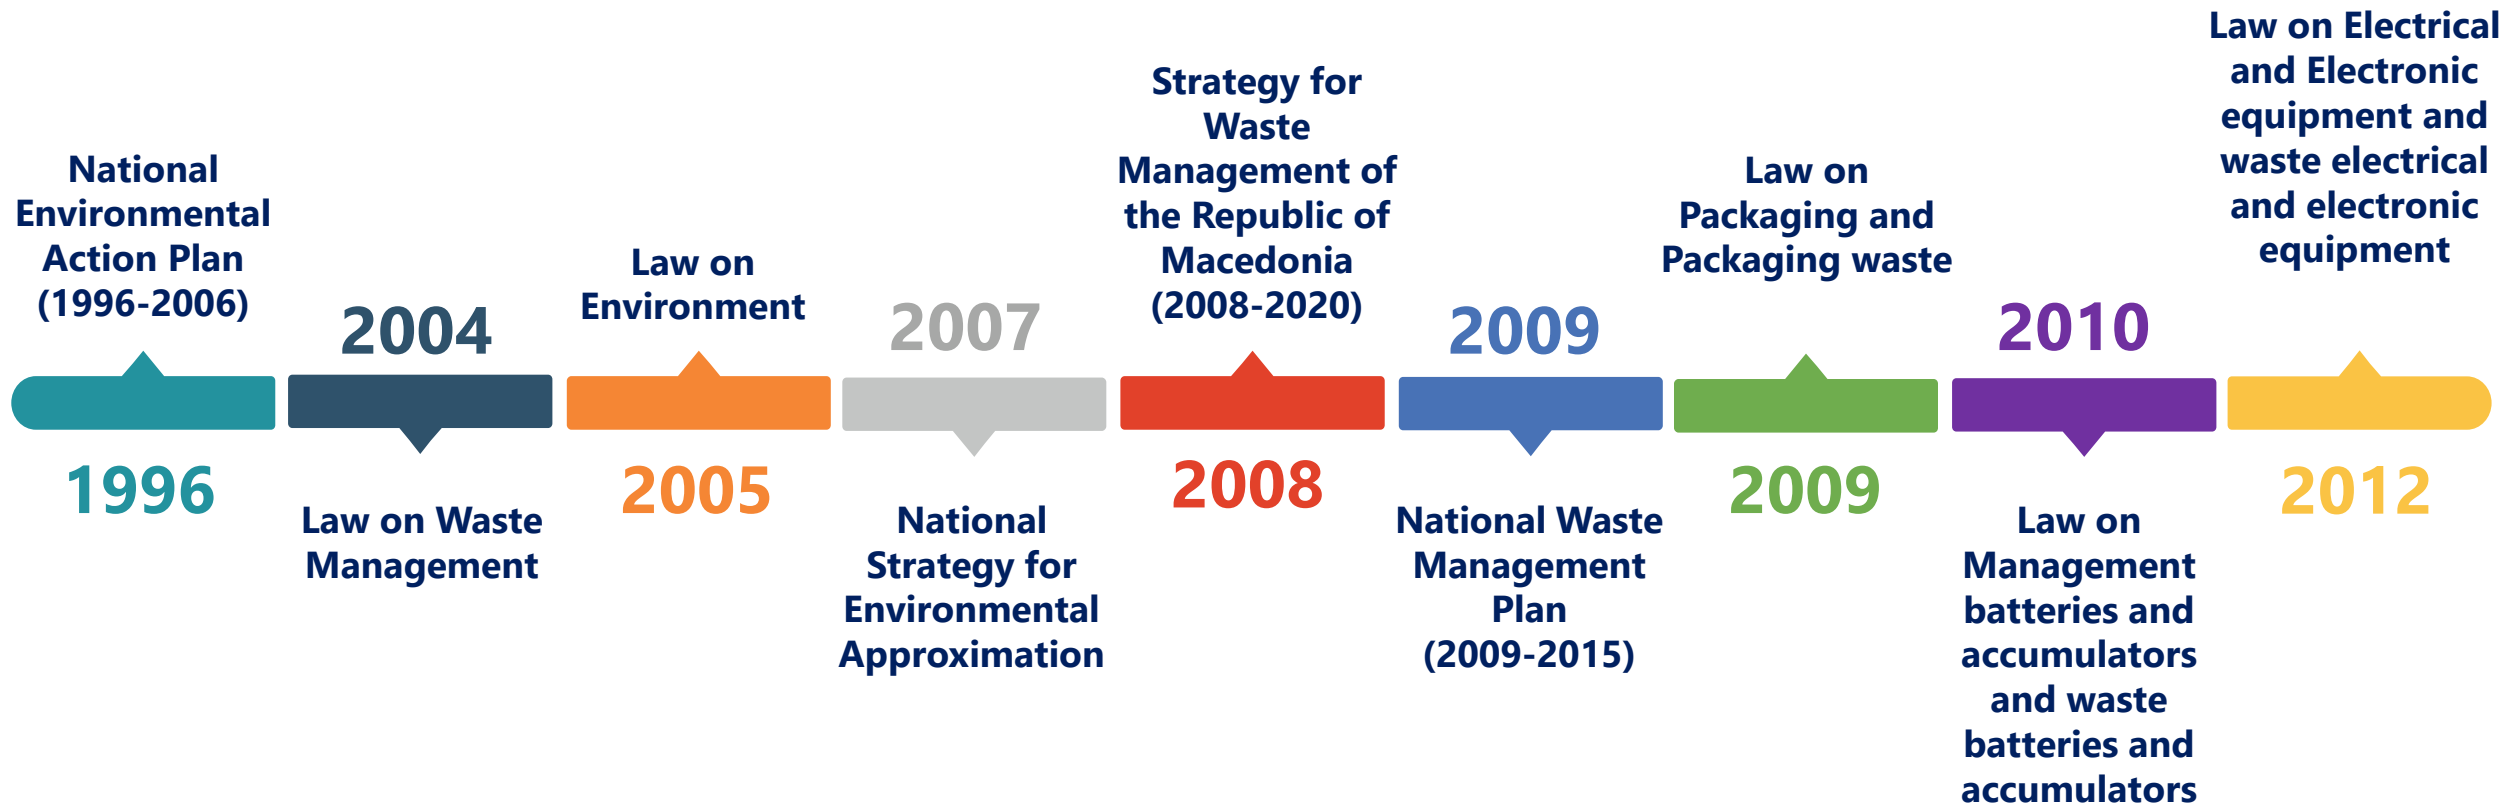 National
Environmental
Action Plan
(1996-2006)
1996
2004
Law on Waste
Management
Law on
Environment
2005
2007
National
Strategy for
Environmental
Approximation
Strategy for
Waste
Management of
the Republic of
Macedonia
(2008-2020)
2008
2009
National Waste
Management
Plan
(2009-2015)
Law on
Packaging and
Packaging waste
2009
2010
Law on
Management
batteries and
accumulators
and waste
batteries and
accumulators
Law on Electrical
and Electronic
equipment and
waste electrical
and electronic
equipment
2012